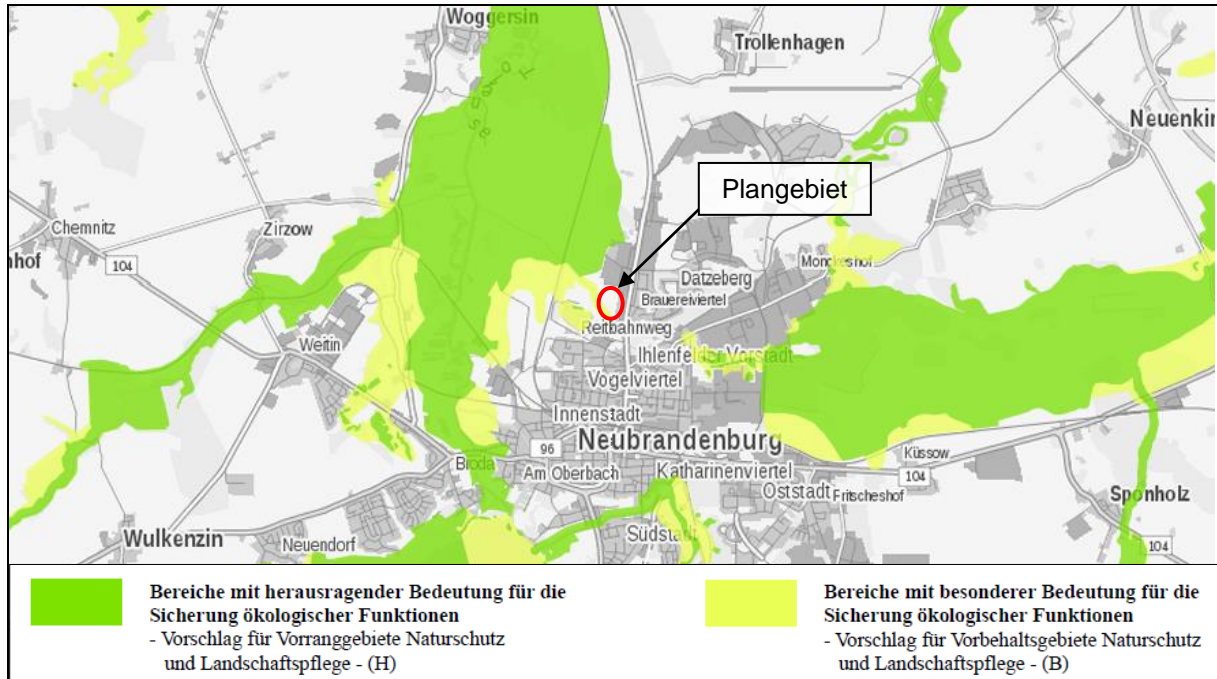 Woggersin
Trollenhagen
Neuenkir
Plangebiet
Chemnitz
Zirzow
nhof
104
Monckeshof
Datzeberg
Brauereiviertel
Reitbahnweg
Weitin
Ihlenfelder Vorstadt
Vogelviertel
Innenstadt
Neubrandenburg
96
Küssow
Broda
Am Oberbach
Katharinenviertel
104
Oststadt
Fritscheshof
Sponholz
Südstadt
Wulkenzin
Neuendorf
104
Bereiche mit herausragender Bedeutung für die
Sicherung ökologischer Funktionen
- Vorschlag für Vorranggebiete Naturschutz
und Landschaftspflege - (H)
Bereiche mit besonderer Bedeutung für die
Sicherung ökologischer Funktionen
- Vorschlag für Vorbehaltsgebiete Naturschutz
und Landschaftspflege - (B)